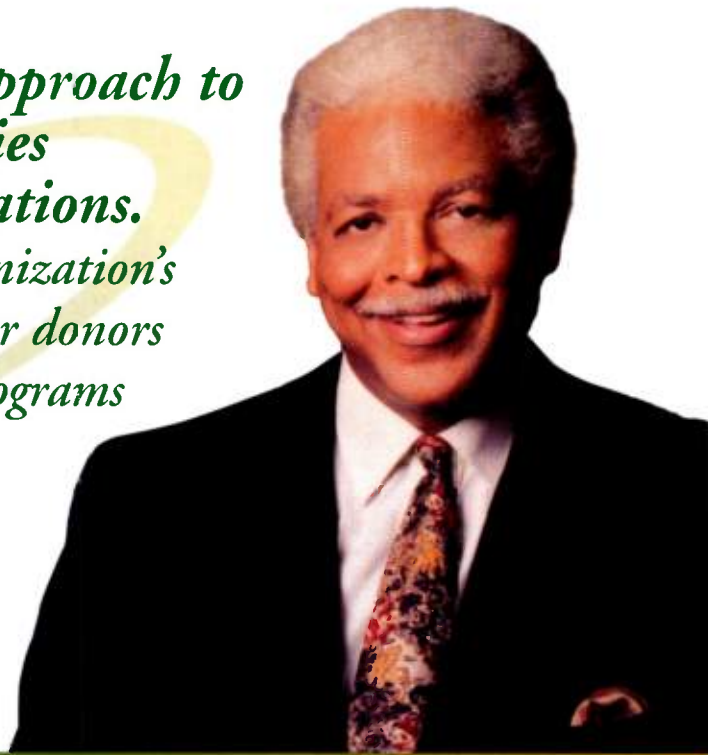 pproach to
ies
ations.
nization's
r donors
ograms